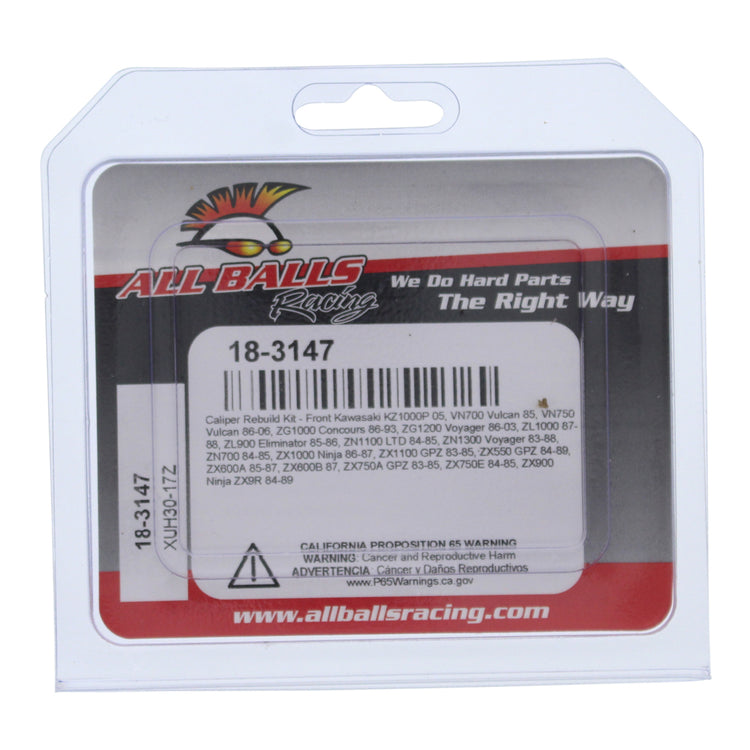 ALL BALLS
Racing
We Do Hard Parts
The Right Way
18-3147
Caliper Rebuild Kit - Front Kawasaki KZ1000P 05, VN700 Vulcan 85, VN750
Vulcan 86-06, ZG1000 Concours 86-93, ZG1200 Voyager 86-03, ZL1000 87-
88, ZL900 Eliminator 85-86, ZN1100 LTD 84-85, ZN1300 Voyager 83-88,
ZN700 84-85, ZX1000 Ninja 86-87, ZX1100 GPZ 83-85, ZX550 GPZ 84-89,
ZX600A 85-87, ZX600B 87, ZX750A GPZ 83-85, ZX750E 84-85, ZX900
Ninja ZX9R 84-89
18-3147
XUH30-17Z
CALIFORNIA PROPOSITION 65 WARNING
WARNING: Cancer and Reproductive Harm
ADVERTENCIA: Cáncer y Daños Reproductivos
www.P65Warnings.ca.gov
www.allballsracing.com